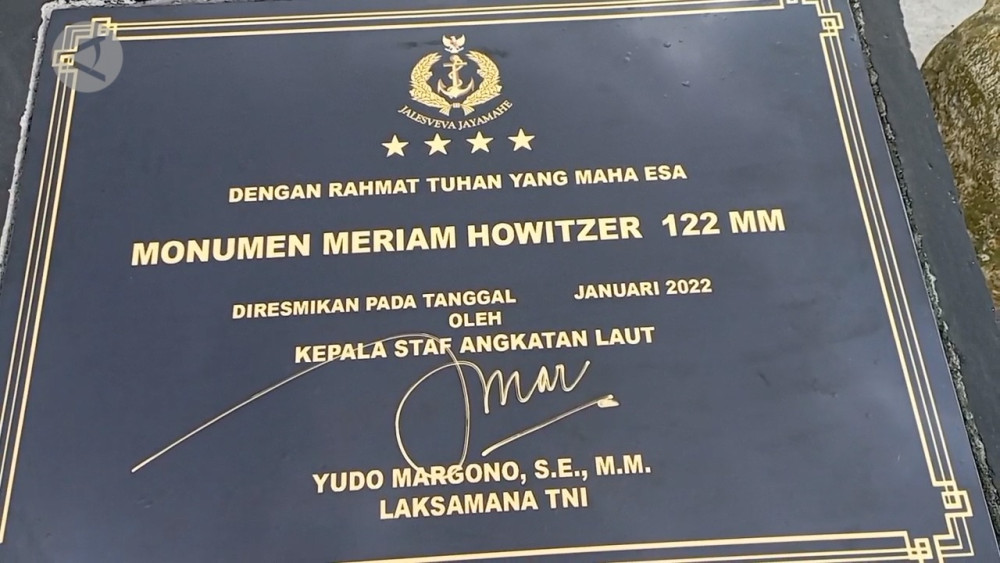 JALESVEVA JAYAMAHE
DENGAN RAHMAT TUHAN YANG MAHA ESA
MONUMEN MERIAM HOWITZER 122 MM
DIRESMIKAN PADA TANGGAL JANUARI 2022
OLEH
KEPALA STAF ANGKATAN LAUT
YUDO MARGONO, S.E., M.M.
LAKSAMANA TNI